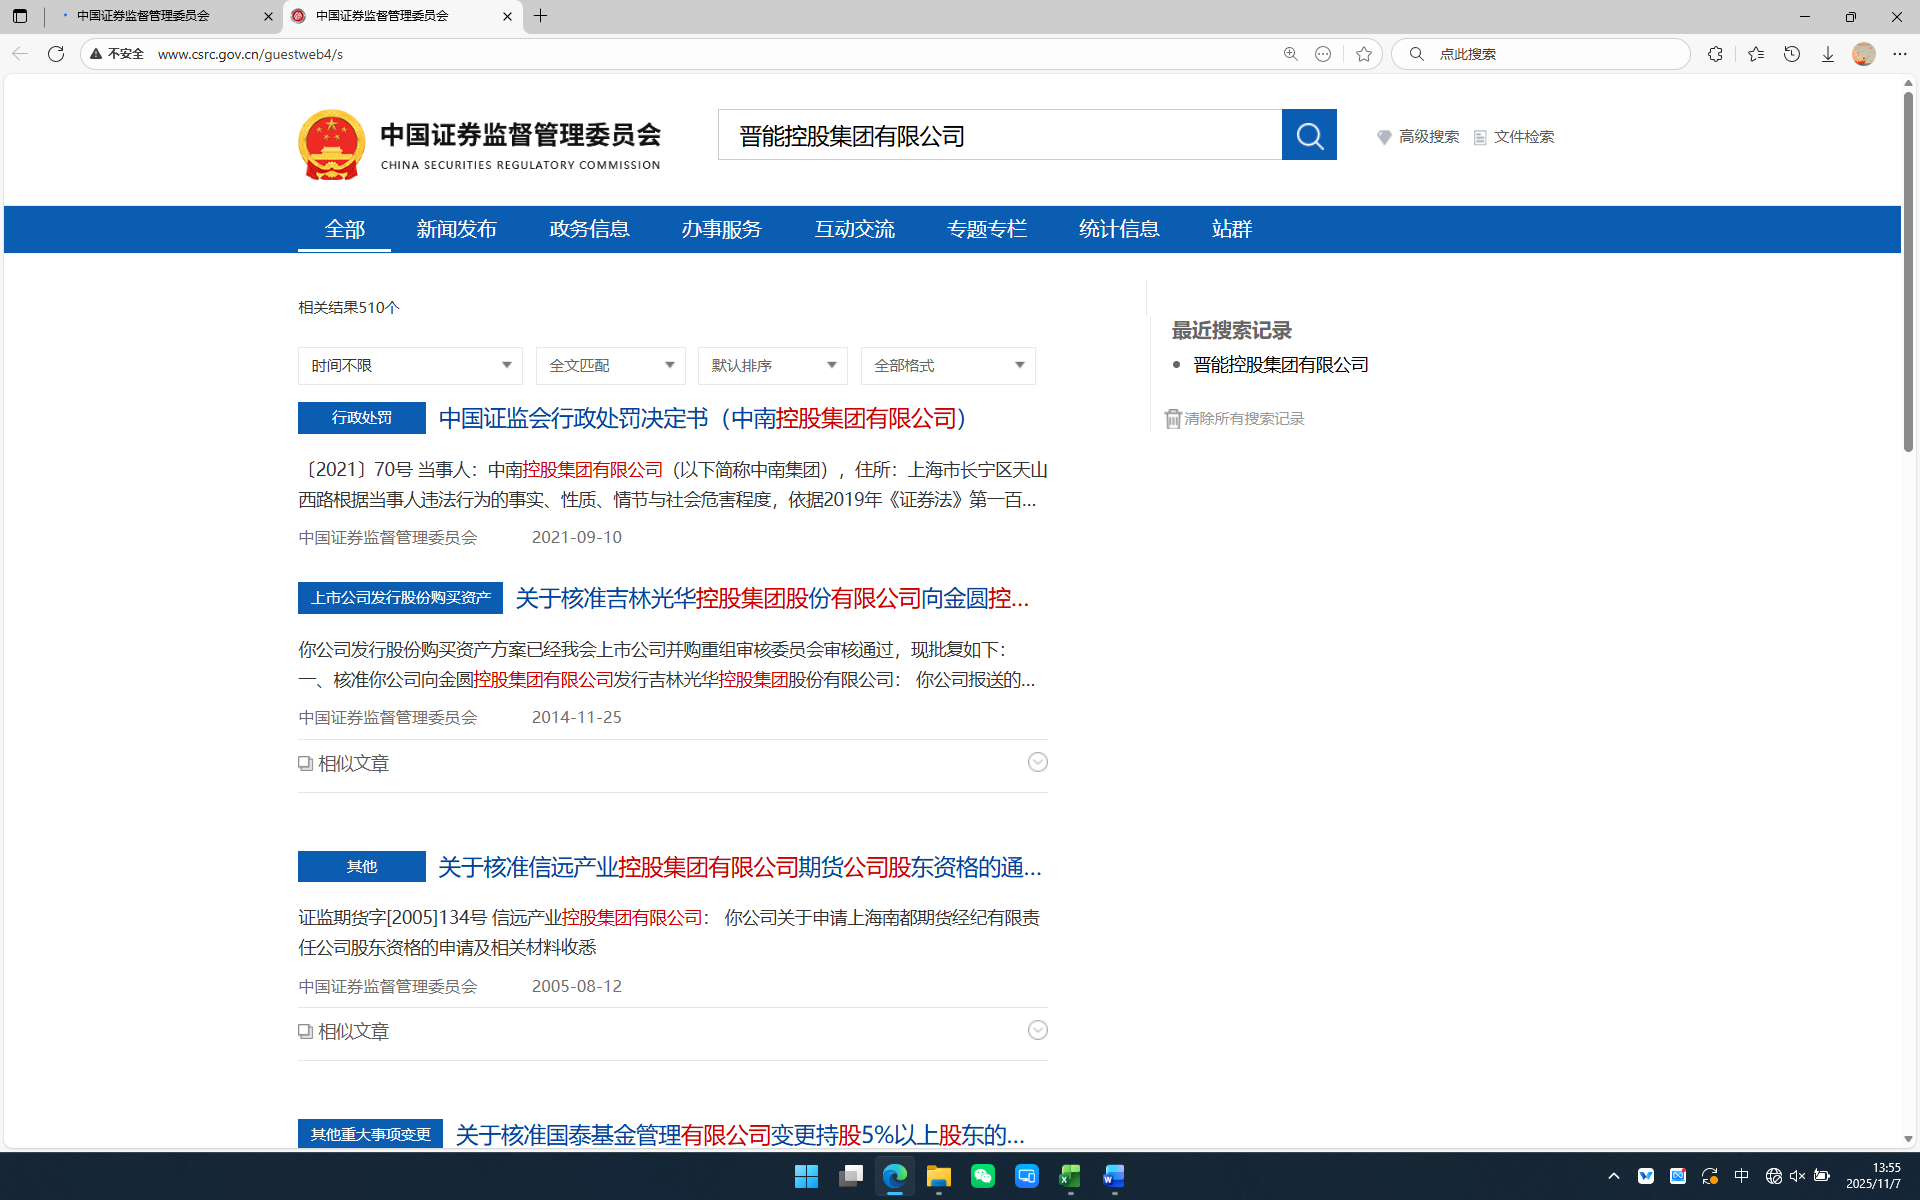 中国证券监督管理委员会
中国证券监督管理委员会
不安全
www.csrc.gov.cn/guestweb4/s
点此搜索
中国证券监督管理委员会
CHINA SECURITIES REGULATORY COMMISSION
晋能控股集团有限公司
高级搜索
文件检索
全部
新闻发布
政务信息
办事服务
互动交流
专题专栏
统计信息
站群
相关结果510个
时间不限
全文匹配
默认排序
全部格式
最近搜索记录
晋能控股集团有限公司
清除所有搜索记录
行政处罚
中国证监会行政处罚决定书（中南控股集团有限公司）
〔2021〕70号 当事人：中南控股集团有限公司（以下简称中南集团），住所：上海市长宁区天山
西路根据当事人违法行为的事实、性质、情节与社会危害程度，依据2019年《证券法》第一百...
中国证券监督管理委员会
2021-09-10
上市公司发行股份购买资产
关于核准吉林光华控股集团股份有限公司向金圆控...
你公司发行股份购买资产方案已经我会上市公司并购重组审核委员会审核通过，现批复如下：
一、核准你公司向金圆控股集团有限公司发行吉林光华控股集团股份有限公司： 你公司报送的...
中国证券监督管理委员会
2014-11-25
相似文章
其他
关于核准信远产业控股集团有限公司期货公司股东资格的通...
证监期货字[2005]134号 信远产业控股集团有限公司： 你公司关于申请上海南都期货经纪有限责
任公司股东资格的申请及相关材料收悉
中国证券监督管理委员会
2005-08-12
相似文章
其他重大事项变更
关于核准国泰基金管理有限公司变更持股5%以上股东的...
中
13:55
2025/11/7